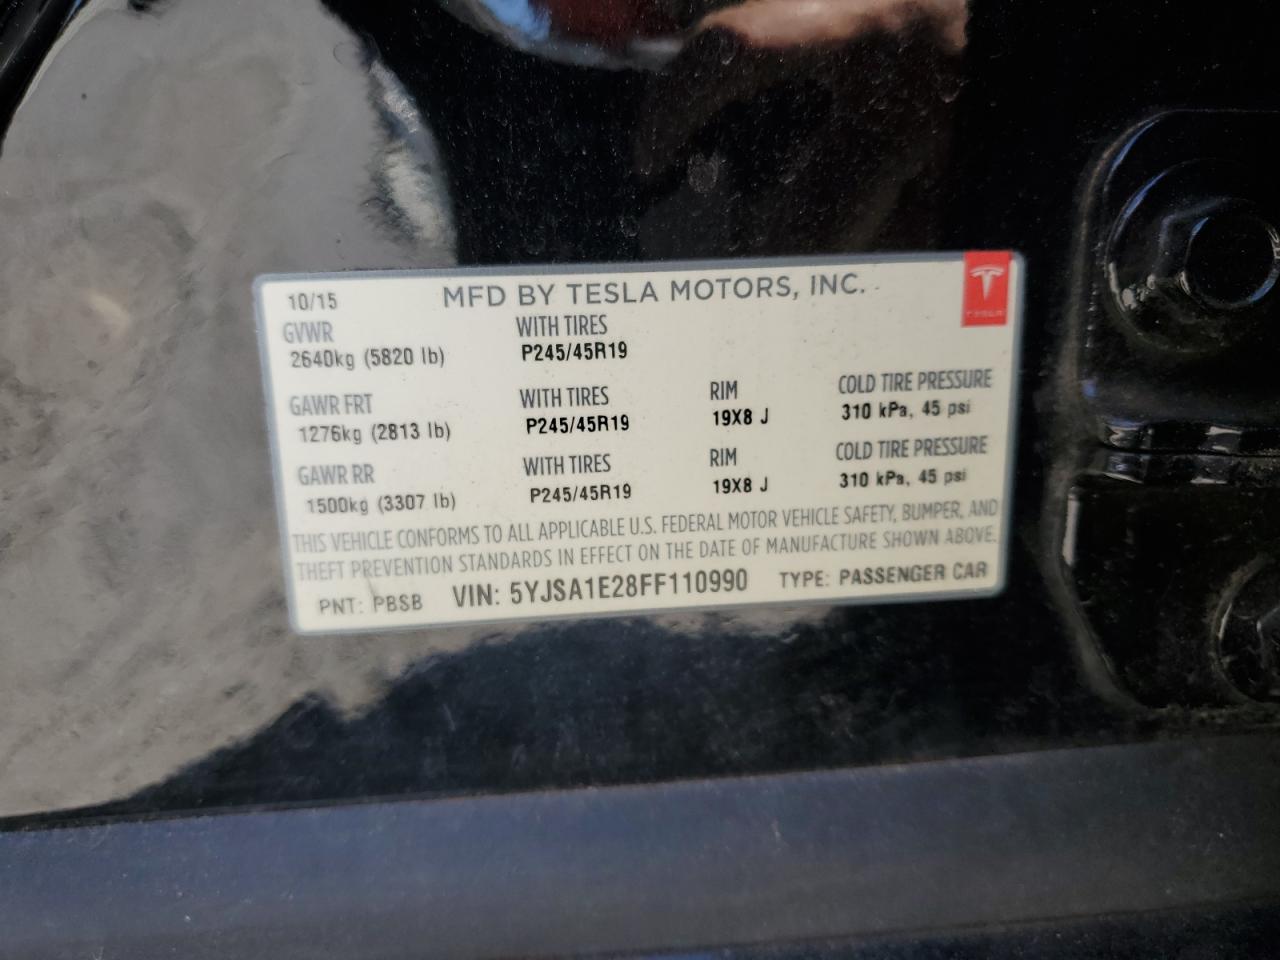 10/15 MFD BY TESLA MOTORS, INC.
TESLA
GVWR WITH TIRES
2640kg (5820 lb) P245/45R19
GAWR FRT WITH TIRES RIM COLD TIRE PRESSURE
1276kg (2813 lb) P245/45R19 19X8 J 310 kPa, 45 psi
GAWR RR WITH TIRES RIM COLD TIRE PRESSURE
1500kg (3307 lb) P245/45R19 19X8 J 310 kPa, 45 psi
THIS VEHICLE CONFORMS TO ALL APPLICABLE U.S. FEDERAL MOTOR VEHICLE SAFETY, BUMPER, AND
THEFT PREVENTION STANDARDS IN EFFECT ON THE DATE OF MANUFACTURE SHOWN ABOVE.
PNT: PBSB VIN: 5YJSA1E28FF110990 TYPE: PASSENGER CAR